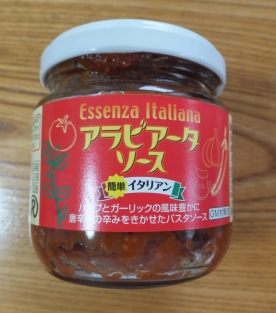 Essenza Italiana
アラビアータ
ソース
簡単 イタリアン
ハーブとガーリックの風味豊かに
唐辛子の辛みをきかせたパスタソース